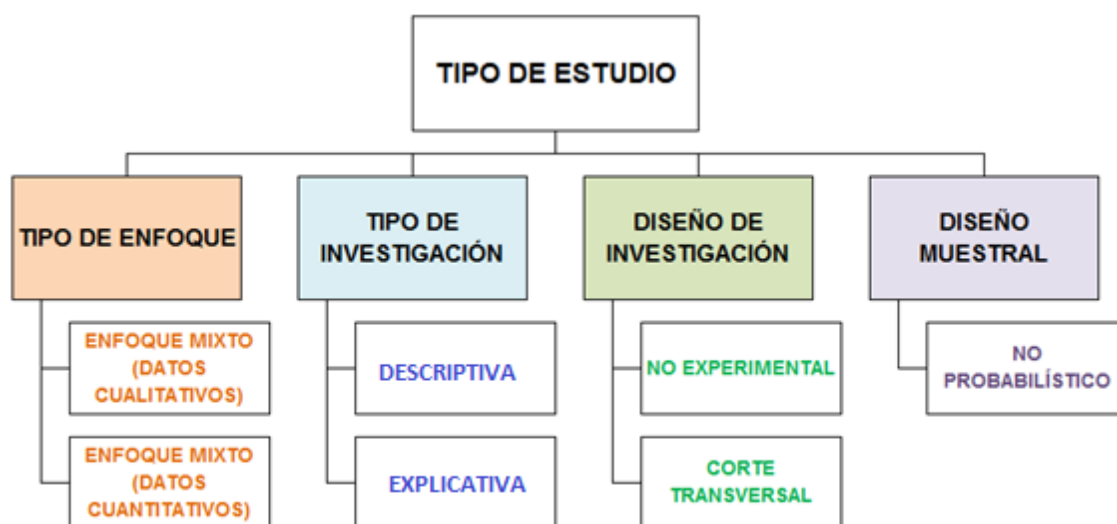 TIPO DE ESTUDIO
TIPO DE ENFOQUE
TIPO DE
INVESTIGACIÓN
DISEÑO DE
INVESTIGACIÓN
DISEÑO
MUESTRAL
ENFOQUE MIXTO
(DATOS
CUALITATIVOS)
DESCRIPTIVA
NO EXPERIMENTAL
NO
PROBABILÍSTICO
ENFOQUE MIXTO
(DATOS
CUANTITATIVOS)
EXPLICATIVA
CORTE
TRANSVERSAL